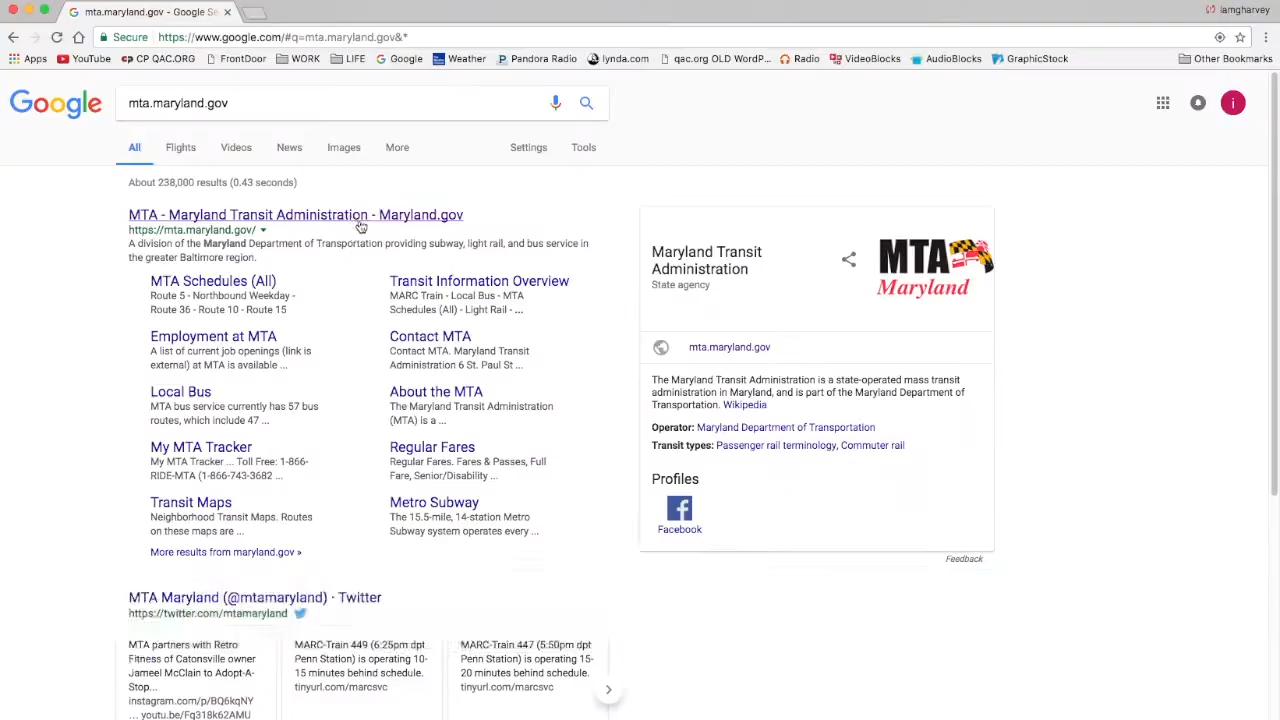 mta.maryland.gov - Google Se
iamgharvey
Secure https://www.google.com/#q=mta.maryland.gov&*
Apps YouTube CP QAC.ORG FrontDoor WORK LIFE Google Weather Pandora Radio lynda.com qac.org OLD WordP... Radio VideoBlocks AudioBlocks GraphicStock Other Bookmarks
Google mta.maryland.gov i
All Flights Videos News Images More Settings Tools
About 238,000 results (0.43 seconds)
MTA - Maryland Transit Administration - Maryland.gov
https://mta.maryland.gov/
A division of the Maryland Department of Transportation providing subway, light rail, and bus service in
the greater Baltimore region.
MTA Schedules (All)
Route 5 - Northbound Weekday -
Route 36 - Route 10 - Route 15
Transit Information Overview
MARC Train - Local Bus - MTA
Schedules (All) - Light Rail - ...
Employment at MTA
A list of current job openings (link is
external) at MTA is available ...
Contact MTA
Contact MTA. Maryland Transit
Administration 6 St. Paul St ...
Local Bus
MTA bus service currently has 57 bus
routes, which include 47 ...
About the MTA
The Maryland Transit Administration
(MTA) is a ...
My MTA Tracker
My MTA Tracker ... Toll Free: 1-866-
RIDE-MTA (1-866-743-3682 ...
Regular Fares
Regular Fares. Fares & Passes, Full
Fare, Senior/Disability ...
Transit Maps
Neighborhood Transit Maps. Routes
on these maps are ...
Metro Subway
The 15.5-mile, 14-station Metro
Subway system operates every ...
More results from maryland.gov »
MTA Maryland (@mtamaryland) · Twitter
https://twitter.com/mtamaryland
MTA partners with Retro
Fitness of Catonsville owner
Jameel McClain to Adopt-A-
Stop...
instagram.com/p/BQ6kqNY
... youtu.be/Fq318k62AMU
MARC-Train 449 (6:25pm dpt
Penn Station) is operating 10-
15 minutes behind schedule.
tinyurl.com/marcsvc
MARC-Train 447 (5:50pm dpt
Penn Station) is operating 15-
20 minutes behind schedule.
tinyurl.com/marcsvc
Maryland Transit
Administration
State agency
MTA
Maryland
mta.maryland.gov
The Maryland Transit Administration is a state-operated mass transit
administration in Maryland, and is part of the Maryland Department of
Transportation. Wikipedia
Operator: Maryland Department of Transportation
Transit types: Passenger rail terminology, Commuter rail
Profiles
Facebook
Feedback